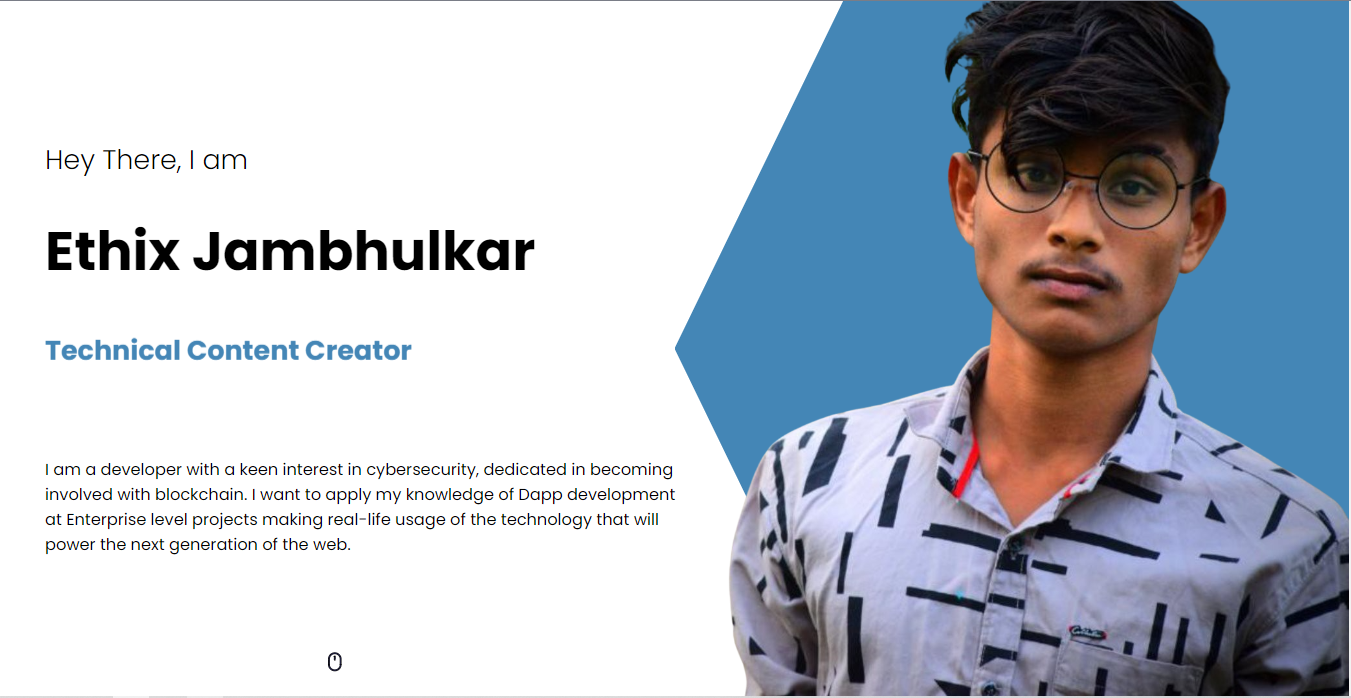 Hey There, I am
Ethix Jambhulkar
Technical Content Creator
I am a developer with a keen interest in cybersecurity, dedicated in becoming
involved with blockchain. I want to apply my knowledge of Dapp development
at Enterprise level projects making real-life usage of the technology that will
power the next generation of the web.